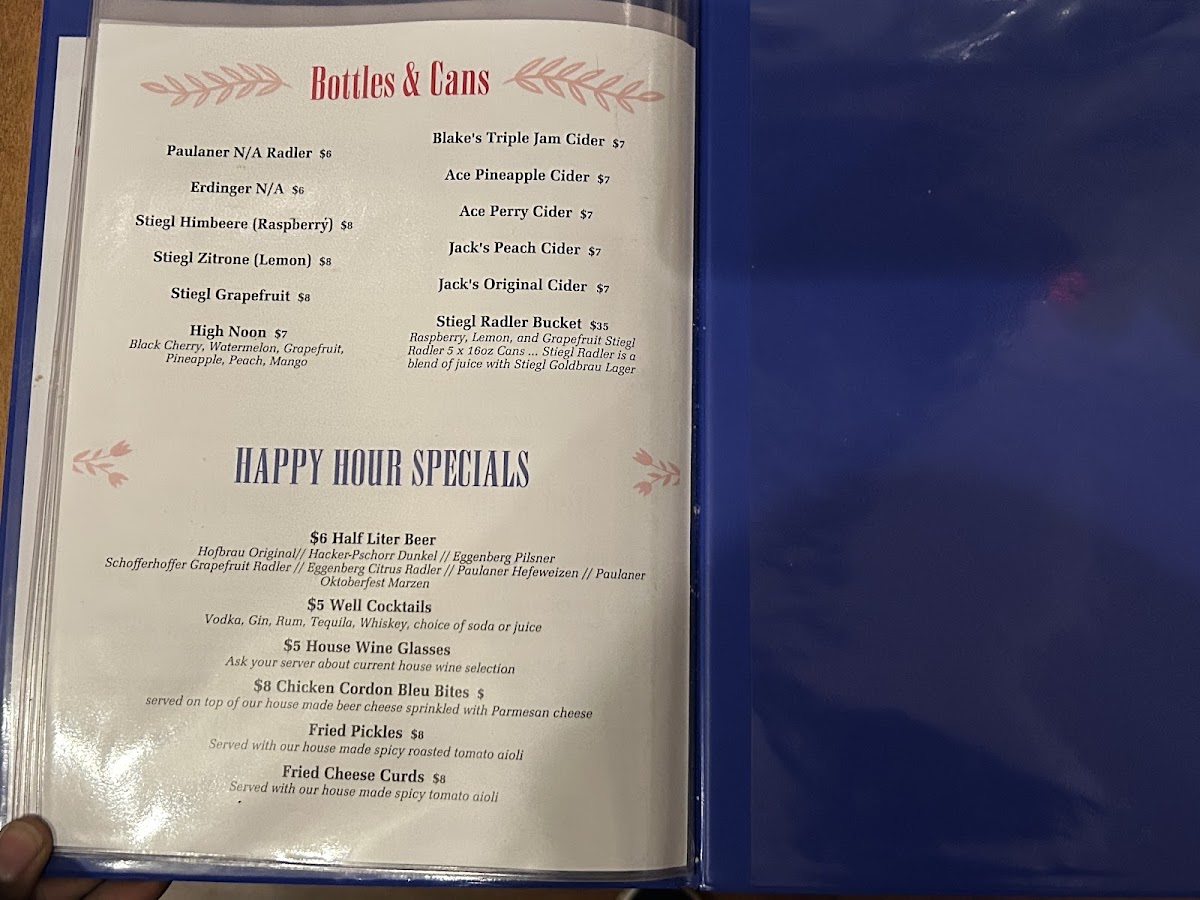 Bottles & Cans
Paulaner N/A Radler $6
Erdinger N/A $6
Stiegl Himbeere (Raspberry) $8
Stiegl Zitrone (Lemon) $8
Stiegl Grapefruit $8
High Noon $7
Black Cherry, Watermelon, Grapefruit,
Pineapple, Peach, Mango
Blake's Triple Jam Cider $7
Ace Pineapple Cider $7
Ace Perry Cider $7
Jack's Peach Cider $7
Jack's Original Cider $7
Stiegl Radler Bucket $35
Raspberry, Lemon, and Grapefruit Stiegl
Radler 5 x 16oz Cans ... Stiegl Radler is a
blend of juice with Stiegl Goldbrau Lager
HAPPY HOUR SPECIALS
$6 Half Liter Beer
Hofbrau Original// Hacker-Pschorr Dunkel // Eggenberg Pilsner
Schofferhoffer Grapefruit Radler // Eggenberg Citrus Radler // Paulaner Hefeweizen // Paulaner
Oktoberfest Marzen
$5 Well Cocktails
Vodka, Gin, Rum, Tequila, Whiskey, choice of soda or juice
$5 House Wine Glasses
Ask your server about current house wine selection
$8 Chicken Cordon Bleu Bites $
served on top of our house made beer cheese sprinkled with Parmesan cheese
Fried Pickles $8
Served with our house made spicy roasted tomato aioli
Fried Cheese Curds $8
Served with our house made spicy tomato aioli